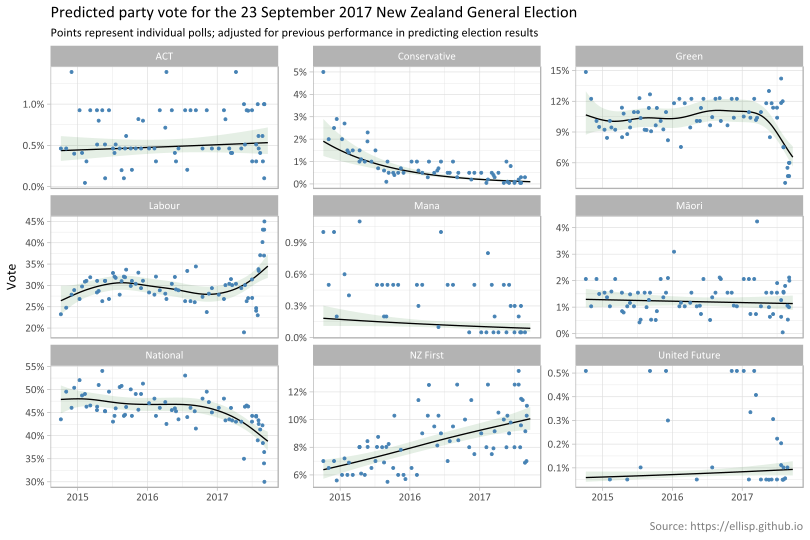 Predicted party vote for the 23 September 2017 New Zealand General Election
Points represent individual polls; adjusted for previous performance in predicting election results
ACT
Conservative
Green
1.0%
0.5%
0.0%
5%
4%
3%
2%
1%
0%
15%
12%
9%
6%
Labour
Mana
Māori
45%
40%
35%
30%
25%
20%
0.9%
0.6%
0.3%
0.0%
4%
3%
2%
1%
0%
Vote
National
NZ First
United Future
55%
50%
45%
40%
35%
30%
12%
10%
8%
6%
0.5%
0.4%
0.3%
0.2%
0.1%
2015 2016 2017
2015 2016 2017
2015 2016 2017
Source: https://ellisp.github.io